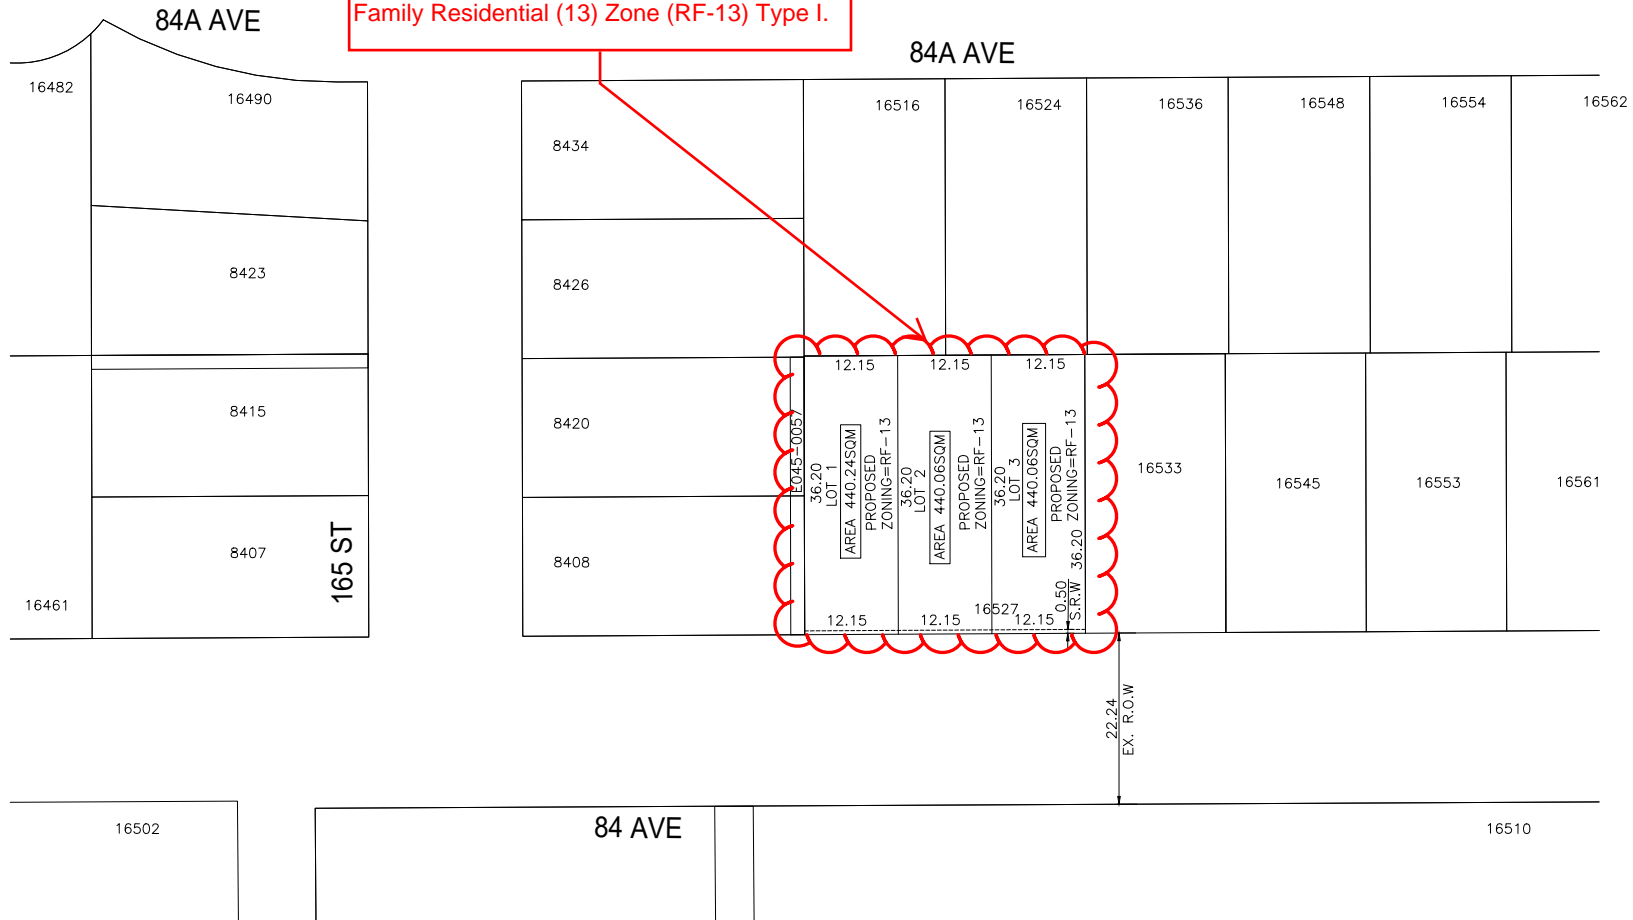 Family Residential (13) Zone (RF-13) Type I.
84A AVE
84A AVE
16482
16490
16516
16524
16536
16548
16554
16562
8434
8423
8426
12.15
12.15
12.15
8415
8420
E045-0057
36.20
LOT 1
AREA 440.24SQM
PROPOSED
ZONING=RF-13
36.20
LOT 2
AREA 440.06SQM
PROPOSED
ZONING=RF-13
36.20
LOT 3
AREA 440.06SQM
PROPOSED
ZONING=RF-13
36.20
16533
16545
16553
16561
8407
165 ST
8408
16461
16527
12.15
12.15
12.15
0.50
S.R.W
22.24
EX. R.O.W
16502
84 AVE
16510